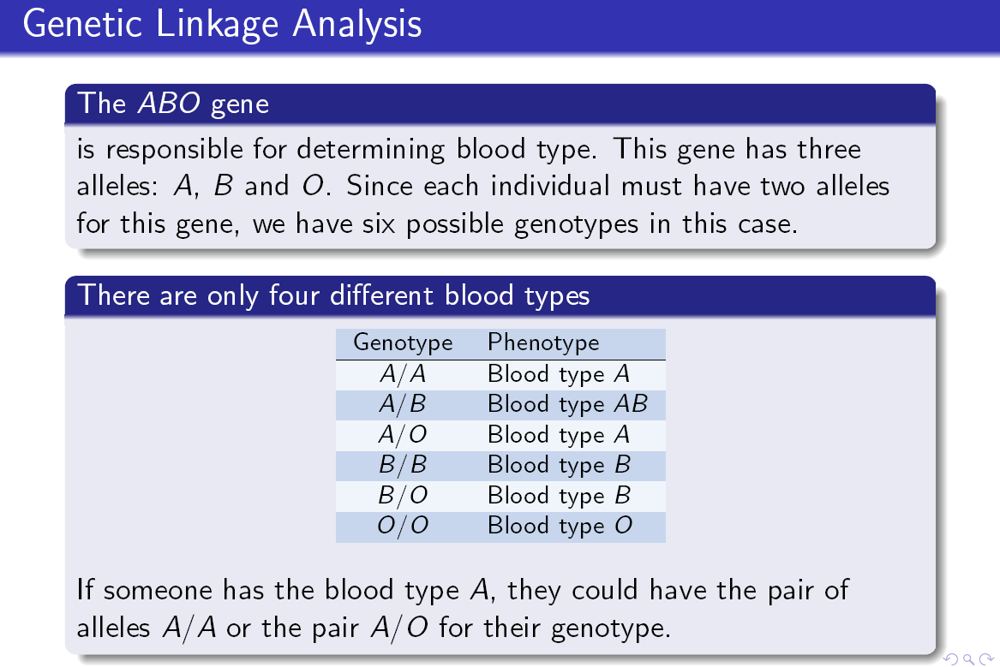 Genetic Linkage Analysis
The ABO gene
is responsible for determining blood type. This gene has three
alleles: A, B and O. Since each individual must have two alleles
for this gene, we have six possible genotypes in this case.
There are only four different blood types
Genotype Phenotype
A/A Blood type A
A/B Blood type AB
A/O Blood type A
B/B Blood type B
B/O Blood type B
O/O Blood type O
If someone has the blood type A, they could have the pair of
alleles A/A or the pair A/O for their genotype.